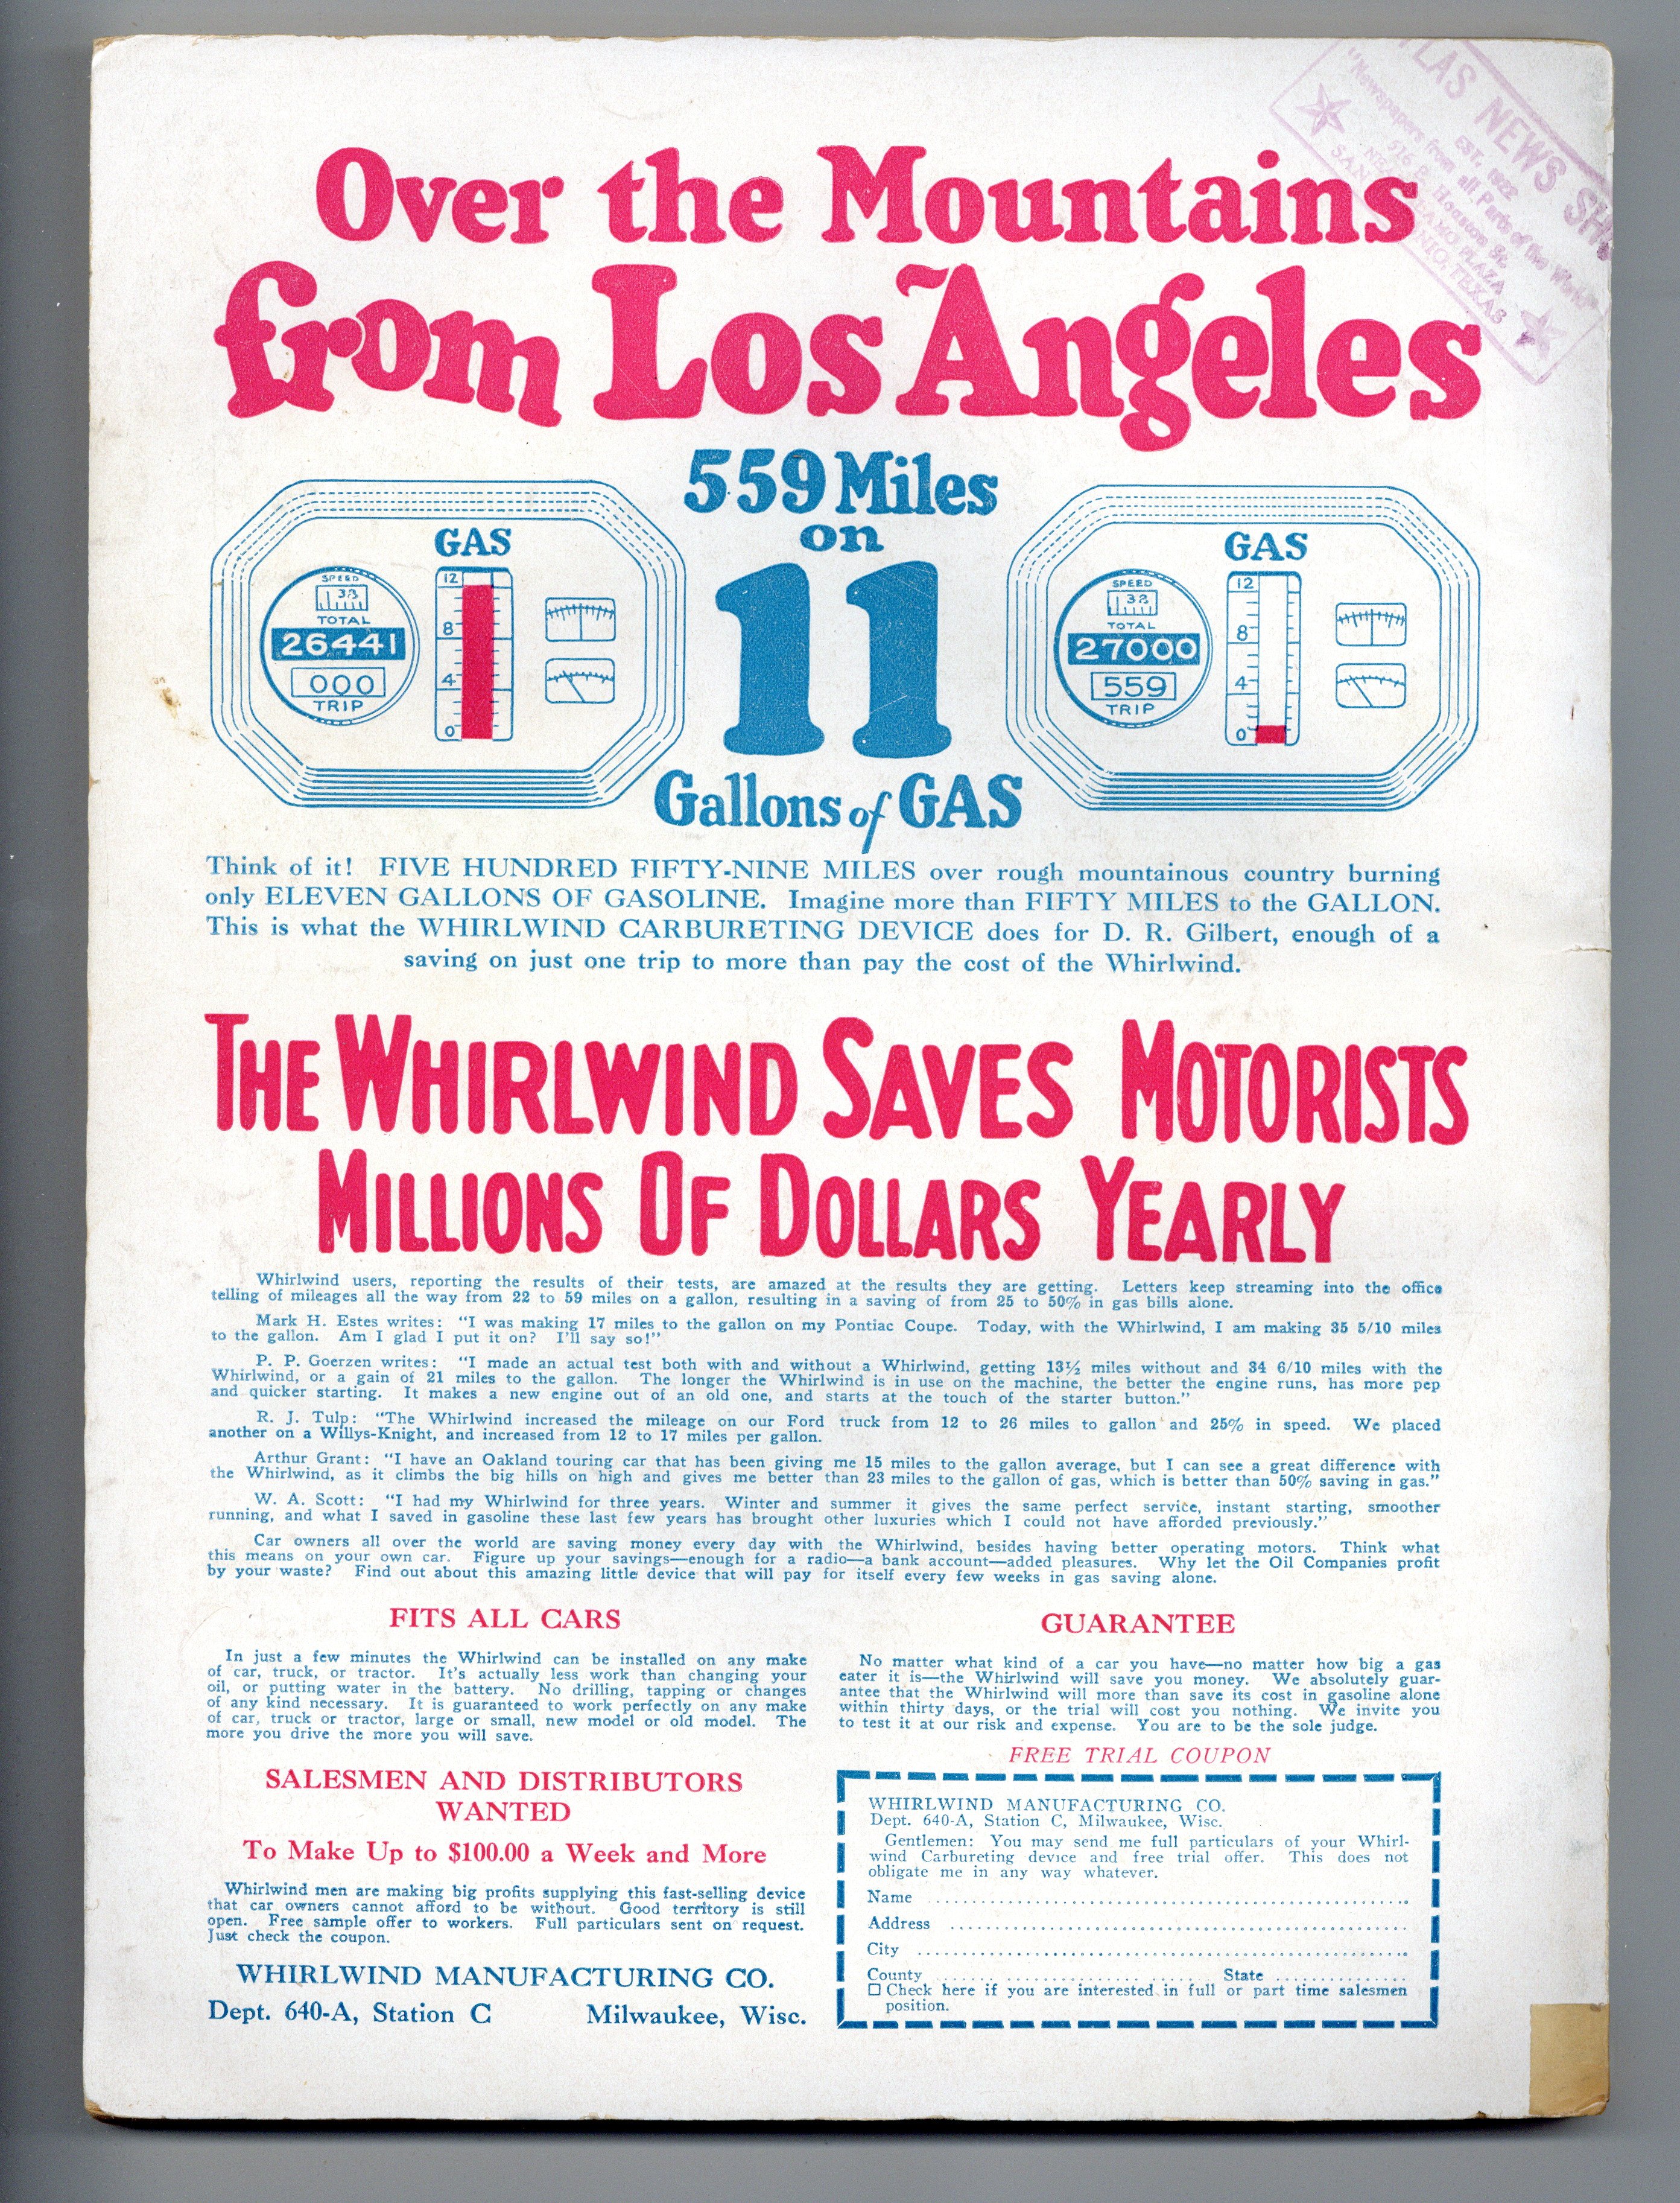 ATLAS NEWS SH
"Newspapers from all Parts of the World"
EST. 1922
516 E. Houston St.
PLAZA
SAN TONIO, TEXAS
Over the Mountains
from Los Angeles
559 Miles
on
11
Gallons of GAS
GAS
SPEED
33
TOTAL
26441
000
TRIP
12
8
4
0
GAS
SPEED
33
TOTAL
27000
559
TRIP
12
8
4
0
Think of it! FIVE HUNDRED FIFTY-NINE MILES over rough mountainous country burning
only ELEVEN GALLONS OF GASOLINE. Imagine more than FIFTY MILES to the GALLON.
This is what the WHIRLWIND CARBURETING DEVICE does for D. R. Gilbert, enough of a
saving on just one trip to more than pay the cost of the Whirlwind.
THE WHIRLWIND SAVES MOTORISTS
MILLIONS OF DOLLARS YEARLY
Whirlwind users, reporting the results of their tests, are amazed at the results they are getting. Letters keep streaming into the office
telling of mileages all the way from 22 to 59 miles on a gallon, resulting in a saving of from 25 to 50% in gas bills alone.
Mark H. Estes writes: "I was making 17 miles to the gallon on my Pontiac Coupe. Today, with the Whirlwind, I am making 35 5/10 miles
to the gallon. Am I glad I put it on? I'll say so!"
P. P. Goerzen writes: "I made an actual test both with and without a Whirlwind, getting 13½ miles without and 34 6/10 miles with the
Whirlwind, or a gain of 21 miles to the gallon. The longer the Whirlwind is in use on the machine, the better the engine runs, has more pep
and quicker starting. It makes a new engine out of an old one, and starts at the touch of the starter button."
R. J. Tulp: "The Whirlwind increased the mileage on our Ford truck from 12 to 26 miles to gallon and 25% in speed. We placed
another on a Willys-Knight, and increased from 12 to 17 miles per gallon.
Arthur Grant: "I have an Oakland touring car that has been giving me 15 miles to the gallon average, but I can see a great difference with
the Whirlwind, as it climbs the big hills on high and gives me better than 23 miles to the gallon of gas, which is better than 50% saving in gas."
W. A. Scott: "I had my Whirlwind for three years. Winter and summer it gives the same perfect service, instant starting, smoother
running, and what I saved in gasoline these last few years has brought other luxuries which I could not have afforded previously."
Car owners all over the world are saving money every day with the Whirlwind, besides having better operating motors. Think what
this means on your own car. Figure up your savings—enough for a radio—a bank account—added pleasures. Why let the Oil Companies profit
by your waste? Find out about this amazing little device that will pay for itself every few weeks in gas saving alone.
FITS ALL CARS
In just a few minutes the Whirlwind can be installed on any make
of car, truck, or tractor. It's actually less work than changing your
oil, or putting water in the battery. No drilling, tapping or changes
of any kind necessary. It is guaranteed to work perfectly on any make
of car, truck or tractor, large or small, new model or old model. The
more you drive the more you will save.
SALESMEN AND DISTRIBUTORS
WANTED
To Make Up to $100.00 a Week and More
Whirlwind men are making big profits supplying this fast-selling device
that car owners cannot afford to be without. Good territory is still
open. Free sample offer to workers. Full particulars sent on request.
Just check the coupon.
WHIRLWIND MANUFACTURING CO.
Dept. 640-A, Station C Milwaukee, Wisc.
GUARANTEE
No matter what kind of a car you have—no matter how big a gas
eater it is—the Whirlwind will save you money. We absolutely guar-
antee that the Whirlwind will more than save its cost in gasoline alone
within thirty days, or the trial will cost you nothing. We invite you
to test it at our risk and expense. You are to be the sole judge.
FREE TRIAL COUPON
WHIRLWIND MANUFACTURING CO.
Dept. 640-A, Station C, Milwaukee, Wisc.
Gentlemen: You may send me full particulars of your Whirl-
wind Carbureting device and free trial offer. This does not
obligate me in any way whatever.
Name
Address
City
County State
Check here if you are interested in full or part time salesmen
position.